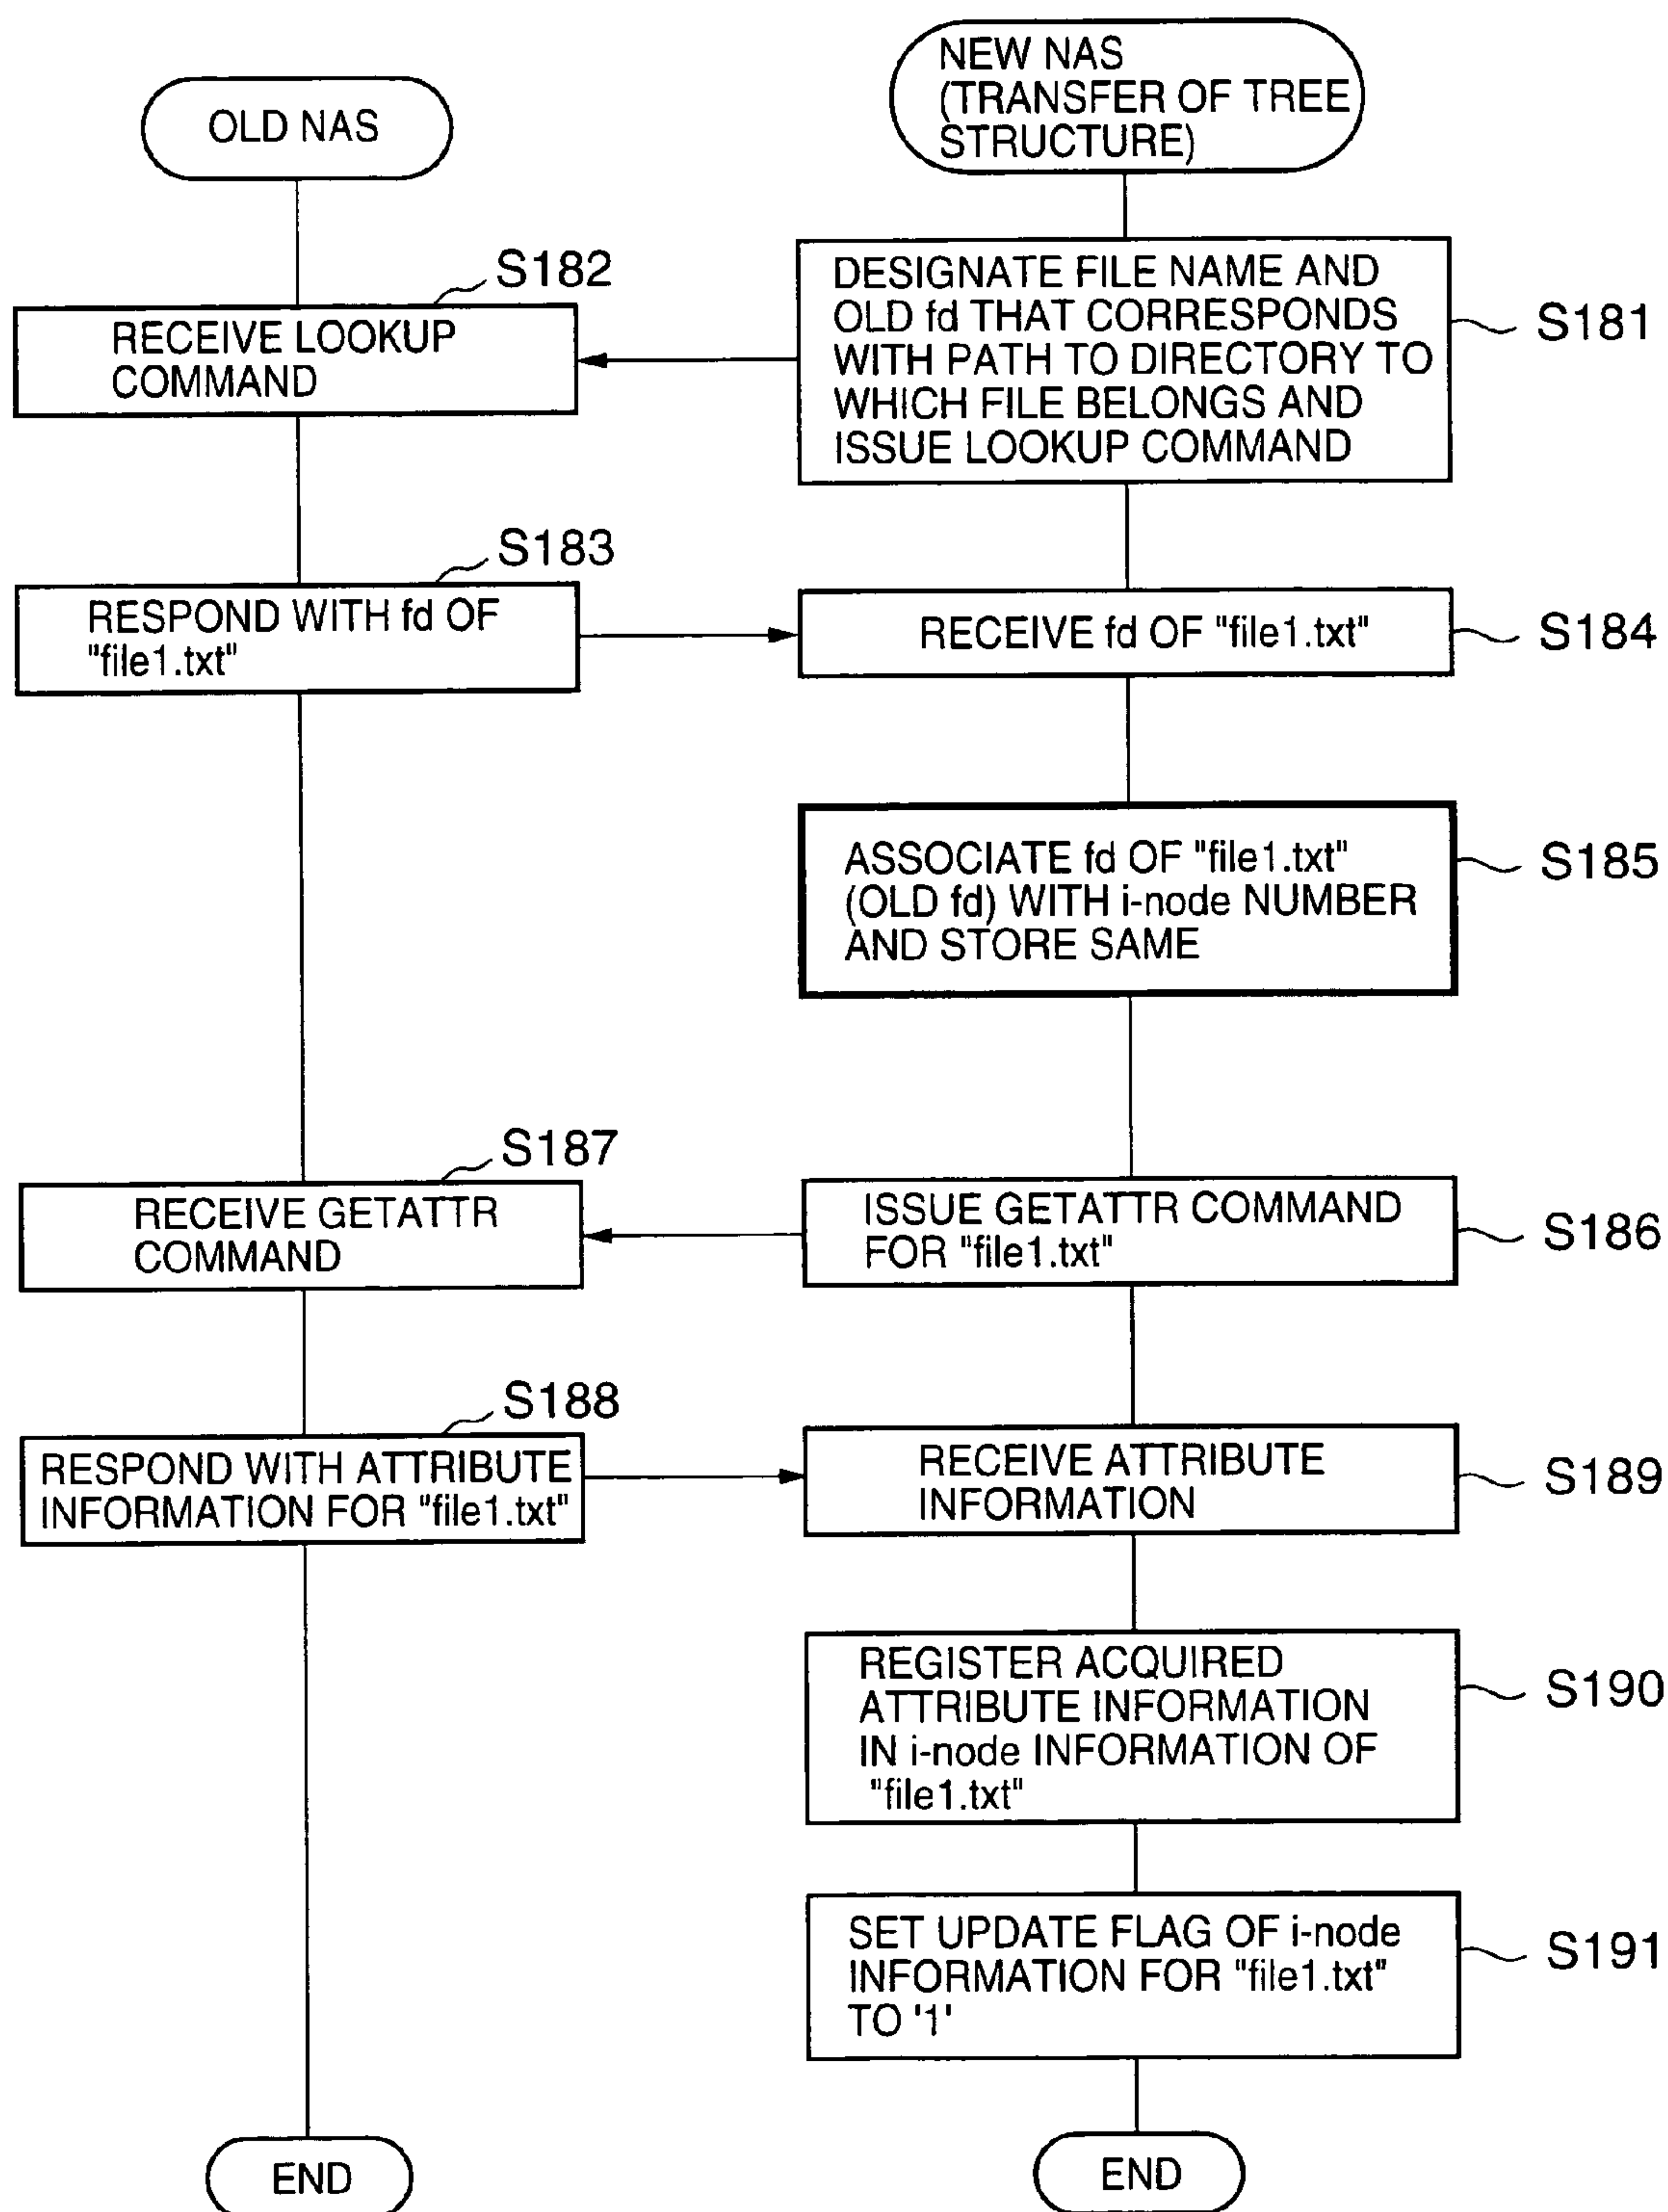 OLD NAS
NEW NAS
(TRANSFER OF TREE
STRUCTURE)
S182
RECEIVE LOOKUP
COMMAND
DESIGNATE FILE NAME AND
OLD fd THAT CORRESPONDS
WITH PATH TO DIRECTORY TO
WHICH FILE BELONGS AND
ISSUE LOOKUP COMMAND
S181
S183
RESPOND WITH fd OF
"file1.txt"
RECEIVE fd OF "file1.txt"
S184
ASSOCIATE fd OF "file1.txt"
(OLD fd) WITH i-node NUMBER
AND STORE SAME
S185
S187
RECEIVE GETATTR
COMMAND
ISSUE GETATTR COMMAND
FOR "file1.txt"
S186
S188
RESPOND WITH ATTRIBUTE
INFORMATION FOR "file1.txt"
RECEIVE ATTRIBUTE
INFORMATION
S189
REGISTER ACQUIRED
ATTRIBUTE INFORMATION
IN i-node INFORMATION OF
"file1.txt"
S190
SET UPDATE FLAG OF i-node
INFORMATION FOR "file1.txt"
TO '1'
S191
END
END